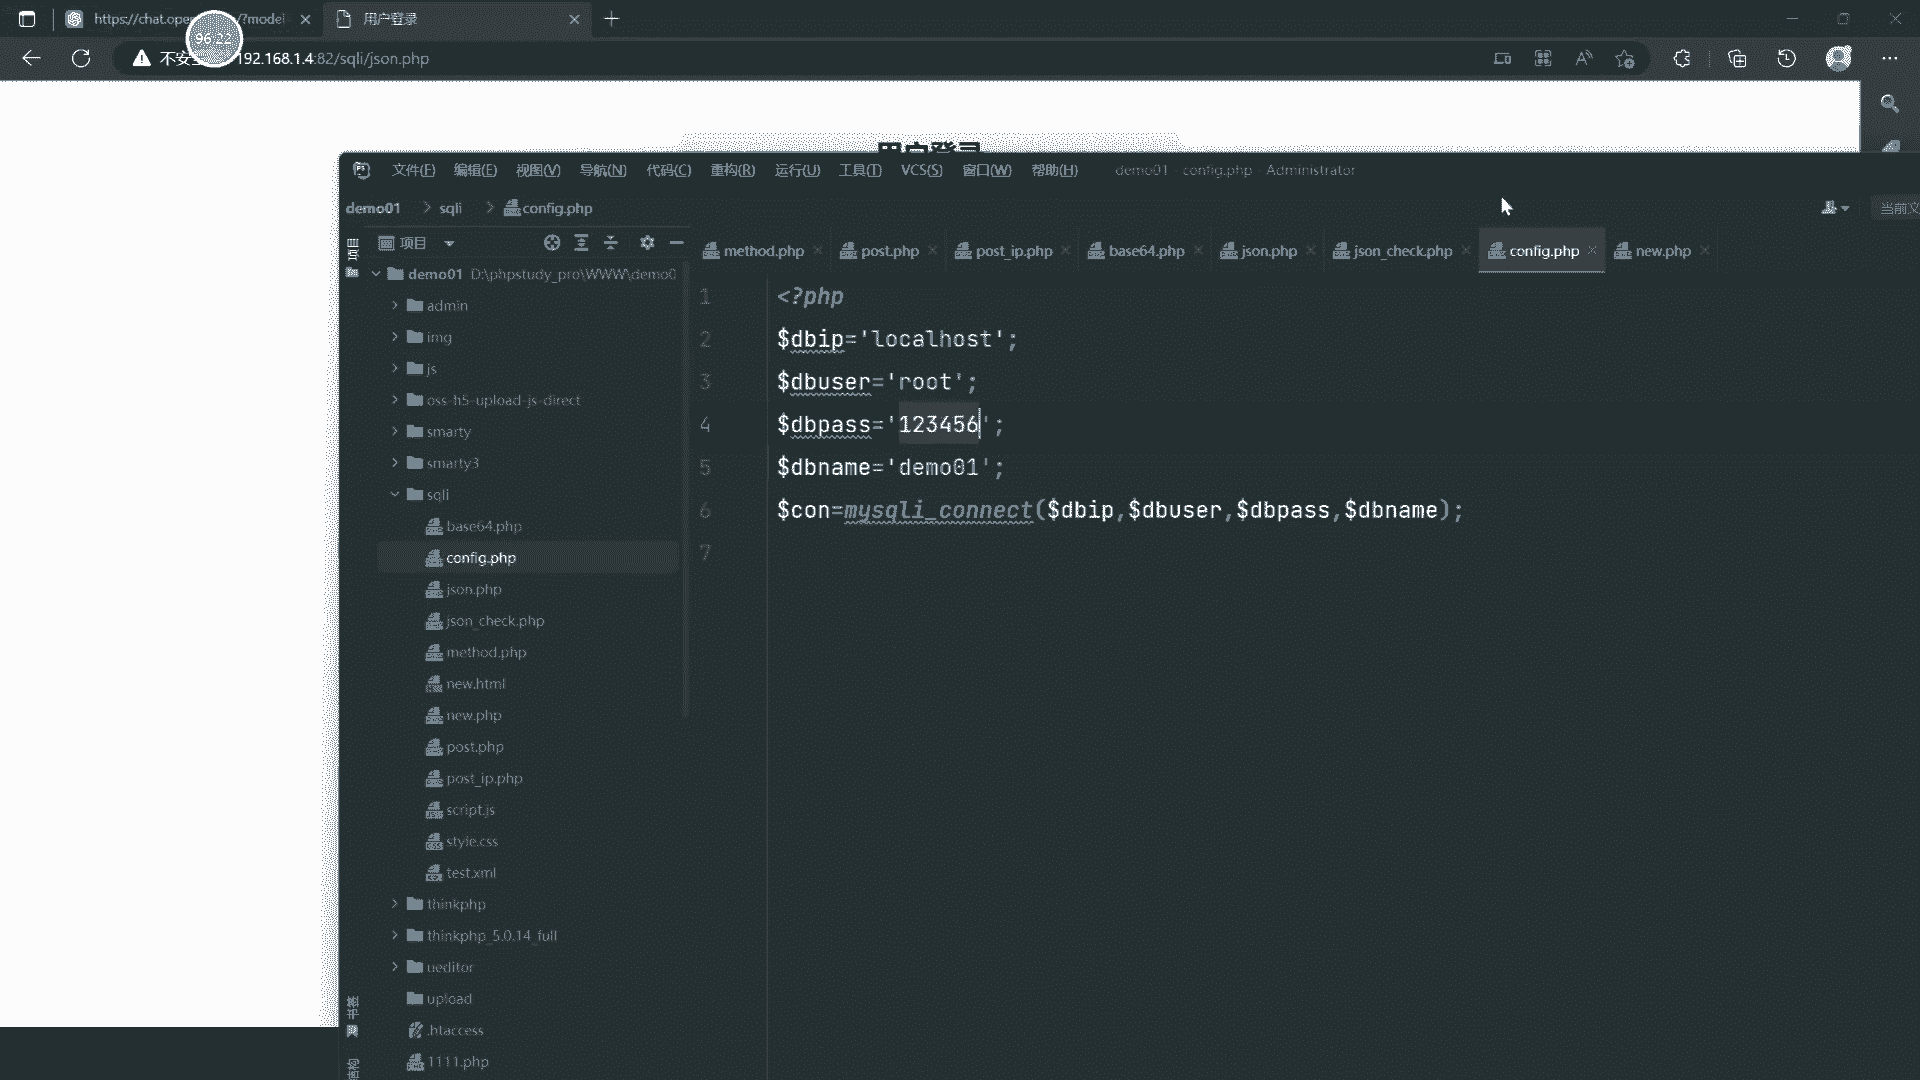 https://chat.oper /?model
用户登录
96:22
不安 192.168.1.4:82/sqli/json.php
用户登录
文件(F) 编辑(E) 视图(V) 导航(N) 代码(C) 重构(R) 运行(U) 工具(T) VCS(S) 窗口(W) 帮助(H) demo01 - config.php - Administrator
demo01 sqli config.php 当前文
项目
项目
method.php post.php post_ip.php base64.php json.php json_check.php config.php new.php
demo01 D:\phpstudy_pro\WWW\demo0
admin
img
js
oss-h5-upload-js-direct
smarty
smarty3
sqli
base64.php
config.php
json.php
json_check.php
method.php
new.html
new.php
post.php
post_ip.php
script.js
style.css
test.xml
thinkphp
thinkphp_5.0.14_full
ueditor
upload
.htaccess
1111.php
书签
结构
1 <?php
2 $dbip='localhost';
3 $dbuser='root';
4 $dbpass='123456';
5 $dbname='demo01';
6 $con=mysqli_connect($dbip,$dbuser,$dbpass,$dbname);
7